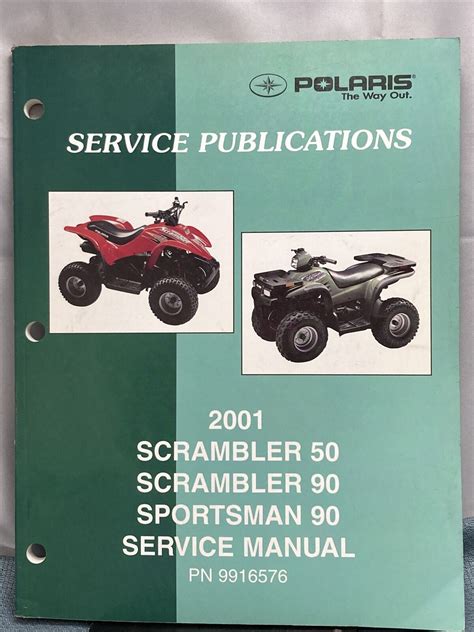 POLARIS®
The Way Out.
SERVICE PUBLICATIONS
2001
SCRAMBLER 50
SCRAMBLER 90
SPORTSMAN 90
SERVICE MANUAL
PN 9916576